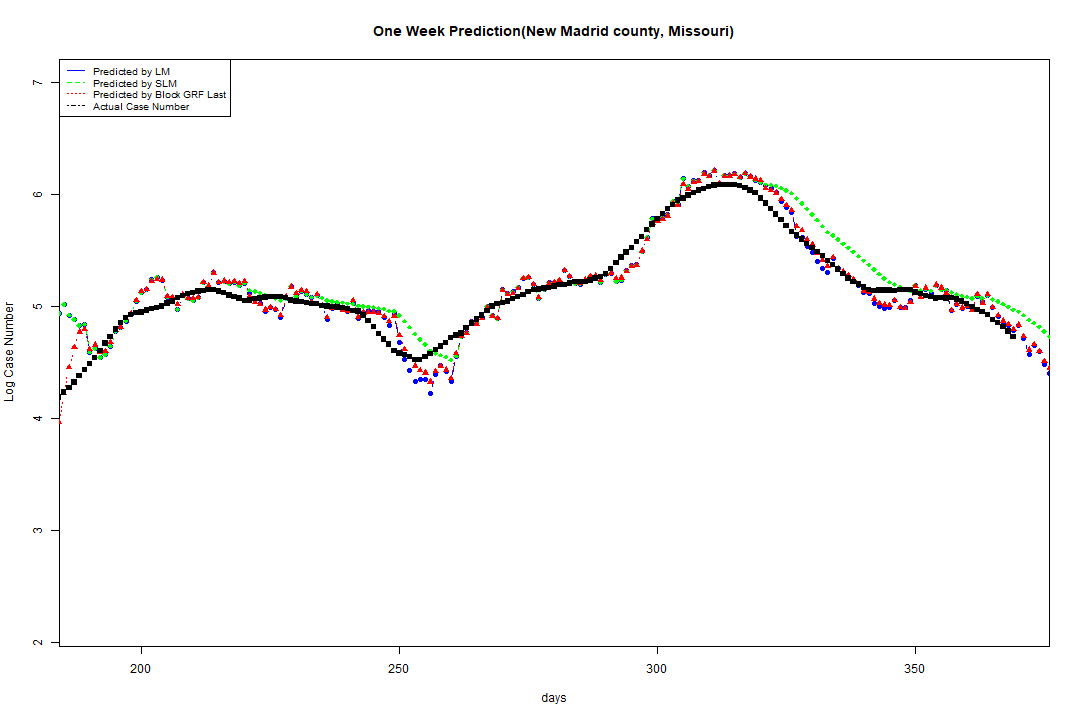 One Week Prediction(New Madrid county, Missouri)
Predicted by LM
Predicted by SLM
Predicted by Block GRF Last
Actual Case Number
7
6
5
4
3
2
Log Case Number
200
250
300
350
days